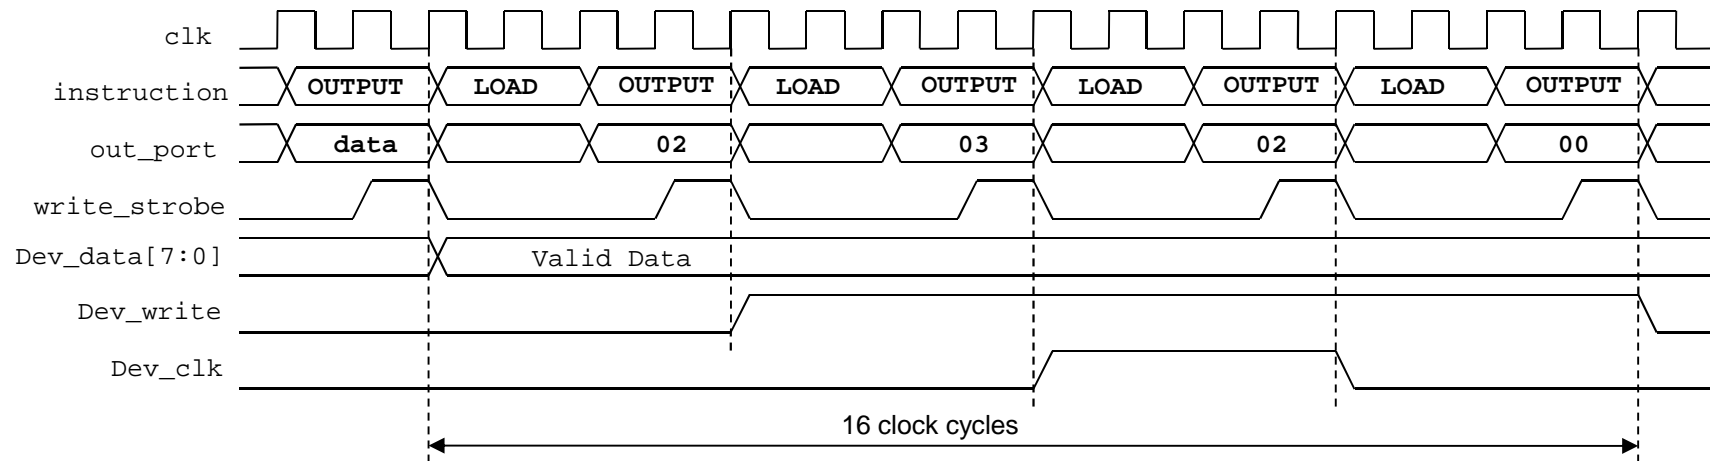 clk
instruction OUTPUT LOAD OUTPUT LOAD OUTPUT LOAD OUTPUT LOAD OUTPUT
out_port data 02 03 02 00
write_strobe
Dev_data[7:0] Valid Data
Dev_write
Dev_clk
16 clock cycles